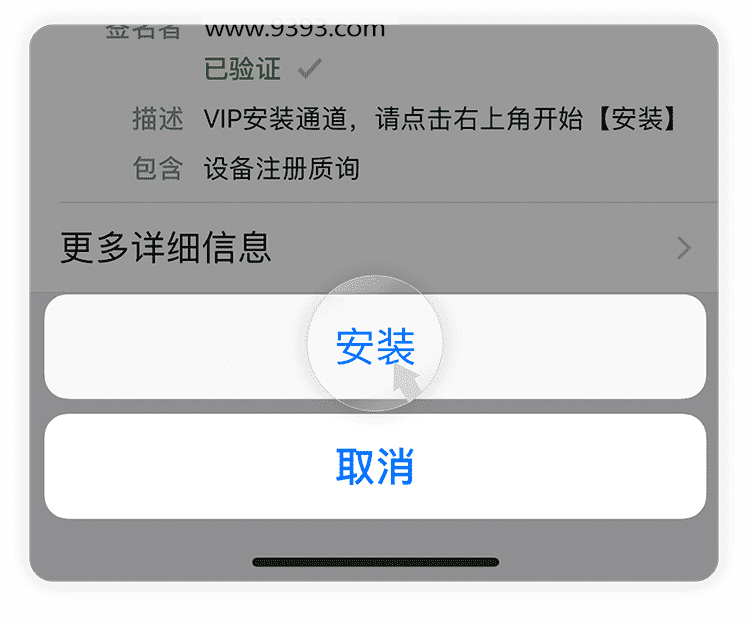 签名者 www.9393.com
已验证
描述 VIP安装通道，请点击右上角开始【安装】
包含 设备注册质询
更多详细信息
安装
取消